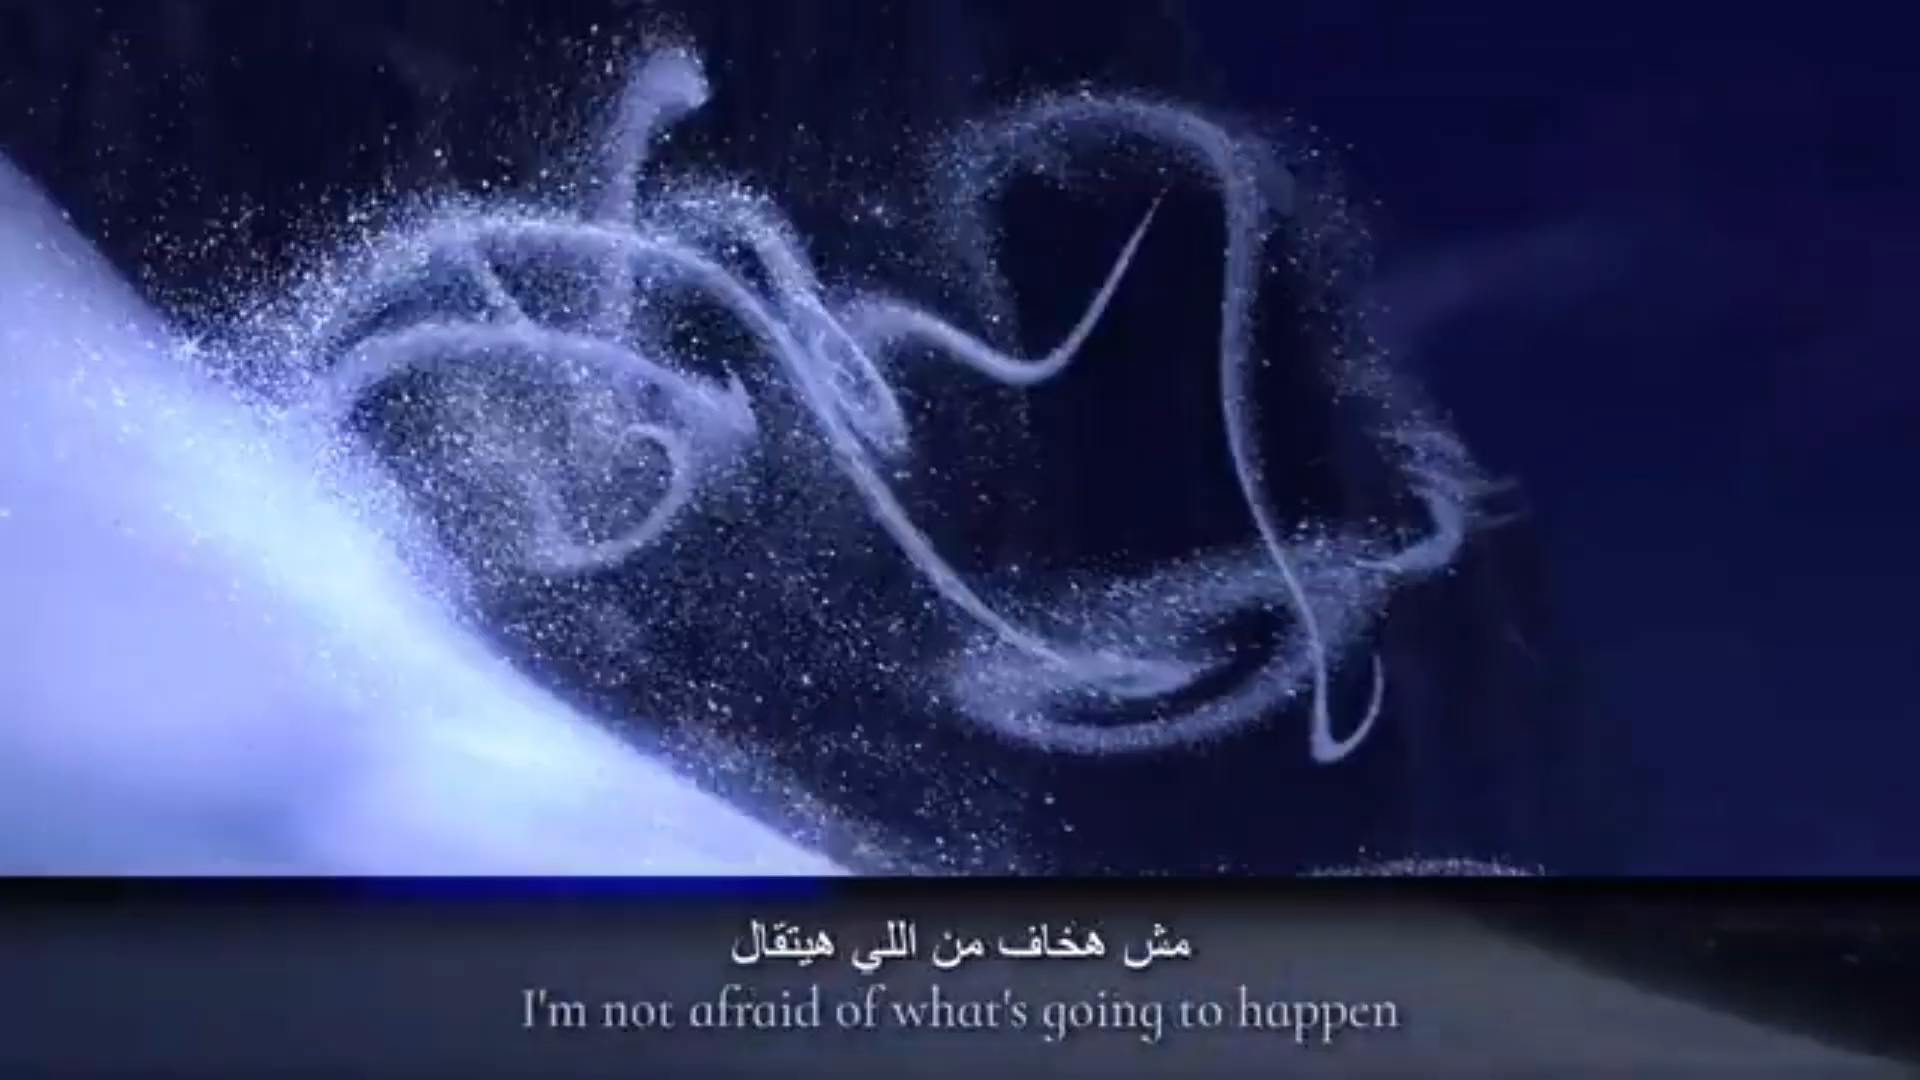 مش هخاف من اللي هيتقال
I'm not afraid of what's going to happen